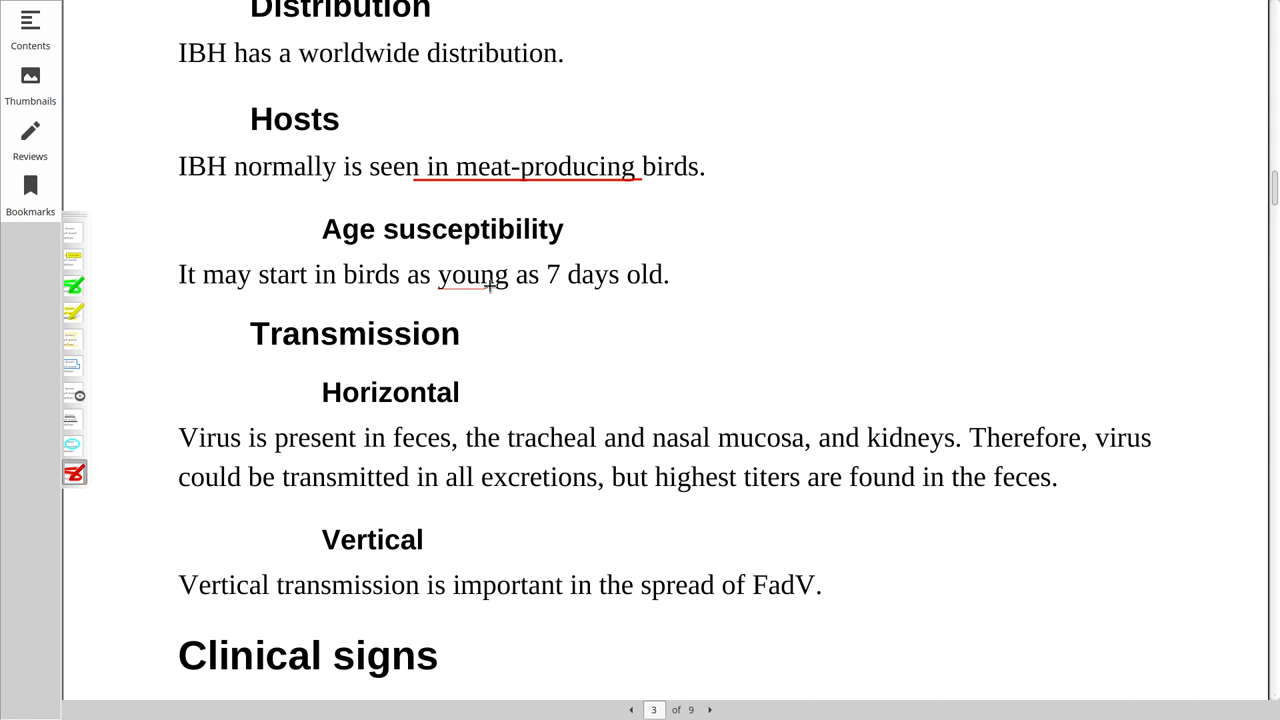 Contents
Thumbnails
Reviews
Bookmarks
Distribution
IBH has a worldwide distribution.
Hosts
IBH normally is seen in meat-producing birds.
Age susceptibility
It may start in birds as young as 7 days old.
Transmission
Horizontal
Virus is present in feces, the tracheal and nasal mucosa, and kidneys. Therefore, virus
could be transmitted in all excretions, but highest titers are found in the feces.
Vertical
Vertical transmission is important in the spread of FadV.
Clinical signs
3 of 9